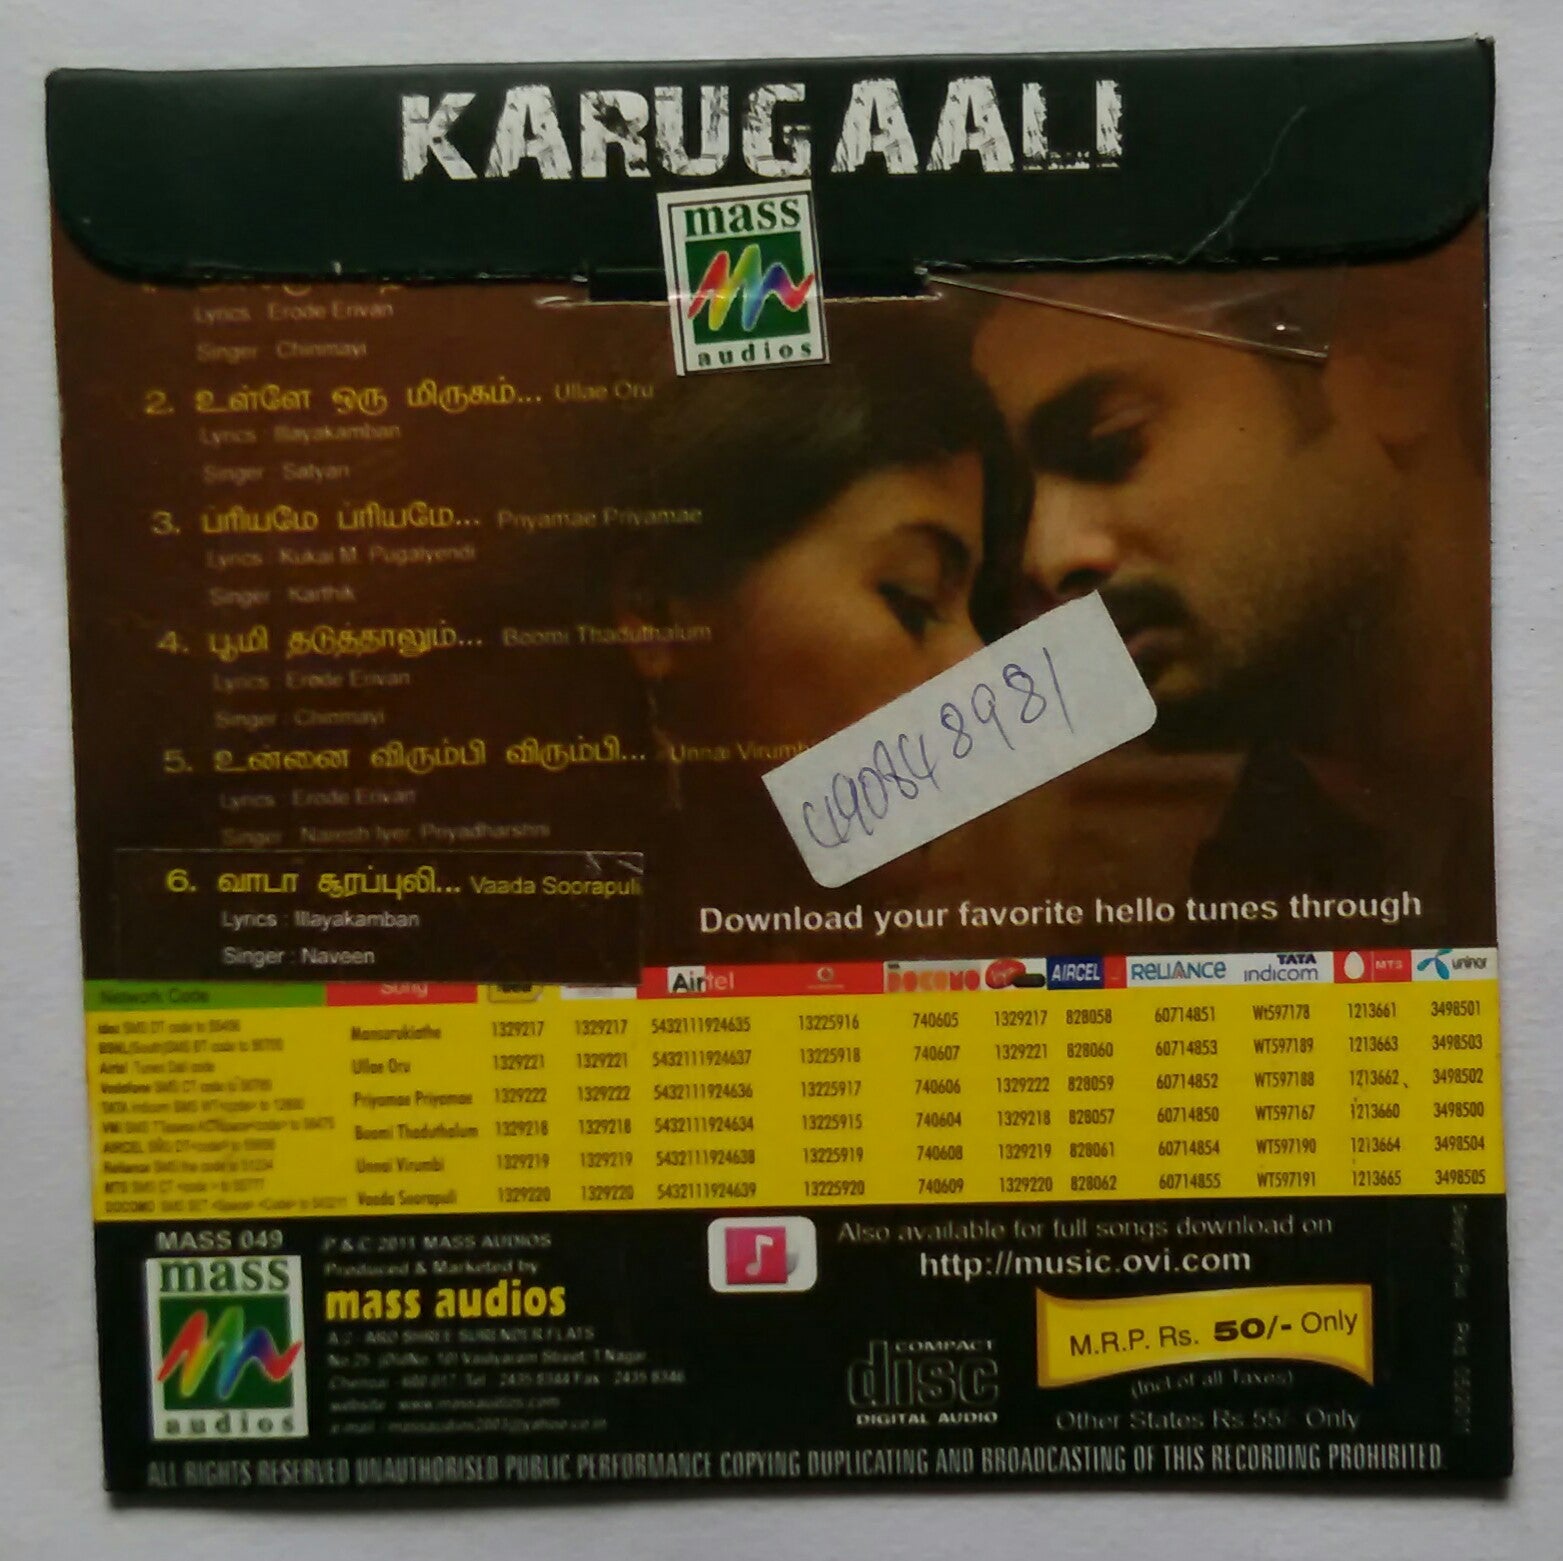 KARUGAALI
mass
audios
Lyrics : Erode Erivan
Singer : Chinmayi
2. உள்ளே ஒரு மிருகம்... Ullae Oru
Lyrics : Illayakamban
Singer : Satyan
3. ப்ரியமே ப்ரியமே... Priyamae Priyamae
Lyrics : Kukai M. Pugalyendi
Singer : Karthik
4. பூமி தடுத்தாலும்... Boomi Thaduthalum
Lyrics : Erode Erivan
Singer : Chinmayi
5. உன்னை விரும்பி விரும்பி... Unnai Virumb
Lyrics : Erode Erivan
Singer : Naresh Iyer, Priyadharshni
6. வாடா சூரப்புலி... Vaada Soorapuli
Lyrics : Illayakamban
Singer : Naveen
490848981
Download your favorite hello tunes through
Network Code Song Airtel DOCOMO AIRCEL RELIANCE TATA indicom MTS uninor
Mansurukiathe 1329217 1329217 5432111924635 13225916 740605 1329217 828058 60714851 Wt597178 1213661 3498501
Ullae Oru 1329221 1329221 5432111924637 13225918 740607 1329221 828060 60714853 WT597189 1213663 3498503
Priyamae Priyamae 1329222 1329222 5432111924636 13225917 740606 1329222 828059 60714852 WT597188 1213662 3498502
Boomi Thaduthalum 1329218 1329218 5432111924634 13225915 740604 1329218 828057 60714850 WT597167 1213660 3498500
Unnai Virumbi 1329219 1329219 5432111924638 13225919 740608 1329219 828061 60714854 WT597190 1213664 3498504
Vaada Soorapuli 1329220 1329220 5432111924639 13225920 740609 1329220 828062 60714855 WT597191 1213665 3498505
MASS 049
mass
audios
P & C 2011 MASS AUDIOS
Produced & Marketed by
mass audios
Also available for full songs download on
http://music.ovi.com
COMPACT
disc
DIGITAL AUDIO
M.R.P. Rs. 50/- Only
(Incl of all Taxes)
Other States Rs 55/- Only
ALL RIGHTS RESERVED UNAUTHORISED PUBLIC PERFORMANCE COPYING DUPLICATING AND BROADCASTING OF THIS RECORDING PROHIBITED.